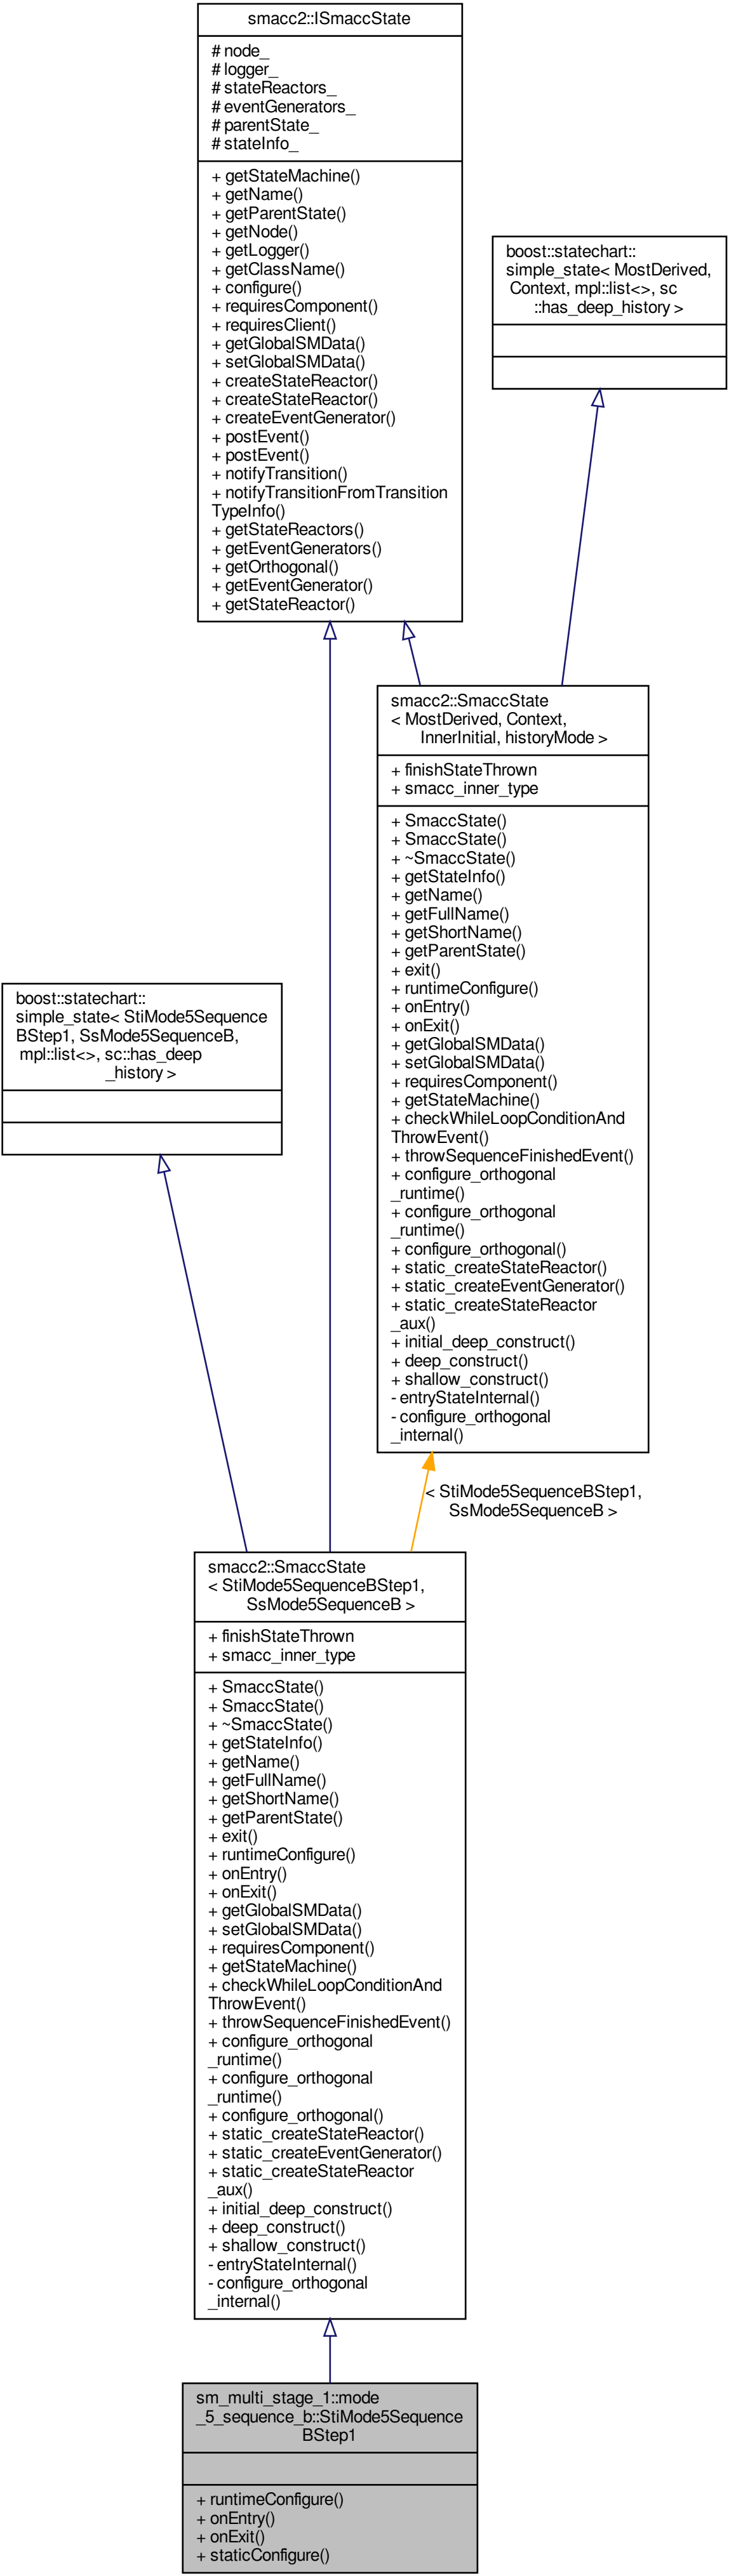 smacc2::ISmaccState
# node_
# logger_
# stateReactors_
# eventGenerators_
# parentState_
# stateInfo_
+ getStateMachine()
+ getName()
+ getParentState()
+ getNode()
+ getLogger()
+ getClassName()
+ configure()
+ requiresComponent()
+ requiresClient()
+ getGlobalSMData()
+ setGlobalSMData()
+ createStateReactor()
+ createStateReactor()
+ createEventGenerator()
+ postEvent()
+ postEvent()
+ notifyTransition()
+ notifyTransitionFromTransition
TypeInfo()
+ getStateReactors()
+ getEventGenerators()
+ getOrthogonal()
+ getEventGenerator()
+ getStateReactor()
boost::statechart::
simple_state< MostDerived,
Context, mpl::list<>, sc
::has_deep_history >
smacc2::SmaccState
< MostDerived, Context,
InnerInitial, historyMode >
+ finishStateThrown
+ smacc_inner_type
+ SmaccState()
+ SmaccState()
+ ~SmaccState()
+ getStateInfo()
+ getName()
+ getFullName()
+ getShortName()
+ getParentState()
+ exit()
+ runtimeConfigure()
+ onEntry()
+ onExit()
+ getGlobalSMData()
+ setGlobalSMData()
+ requiresComponent()
+ getStateMachine()
+ checkWhileLoopConditionAnd
ThrowEvent()
+ throwSequenceFinishedEvent()
+ configure_orthogonal
_runtime()
+ configure_orthogonal
_runtime()
+ configure_orthogonal()
+ static_createStateReactor()
+ static_createEventGenerator()
+ static_createStateReactor
_aux()
+ initial_deep_construct()
+ deep_construct()
+ shallow_construct()
- entryStateInternal()
- configure_orthogonal
_internal()
boost::statechart::
simple_state< StiMode5Sequence
BStep1, SsMode5SequenceB,
mpl::list<>, sc::has_deep
_history >
< StiMode5SequenceBStep1,
SsMode5SequenceB >
smacc2::SmaccState
< StiMode5SequenceBStep1,
SsMode5SequenceB >
+ finishStateThrown
+ smacc_inner_type
+ SmaccState()
+ SmaccState()
+ ~SmaccState()
+ getStateInfo()
+ getName()
+ getFullName()
+ getShortName()
+ getParentState()
+ exit()
+ runtimeConfigure()
+ onEntry()
+ onExit()
+ getGlobalSMData()
+ setGlobalSMData()
+ requiresComponent()
+ getStateMachine()
+ checkWhileLoopConditionAnd
ThrowEvent()
+ throwSequenceFinishedEvent()
+ configure_orthogonal
_runtime()
+ configure_orthogonal
_runtime()
+ configure_orthogonal()
+ static_createStateReactor()
+ static_createEventGenerator()
+ static_createStateReactor
_aux()
+ initial_deep_construct()
+ deep_construct()
+ shallow_construct()
- entryStateInternal()
- configure_orthogonal
_internal()
sm_multi_stage_1::mode
_5_sequence_b::StiMode5Sequence
BStep1
+ runtimeConfigure()
+ onEntry()
+ onExit()
+ staticConfigure()